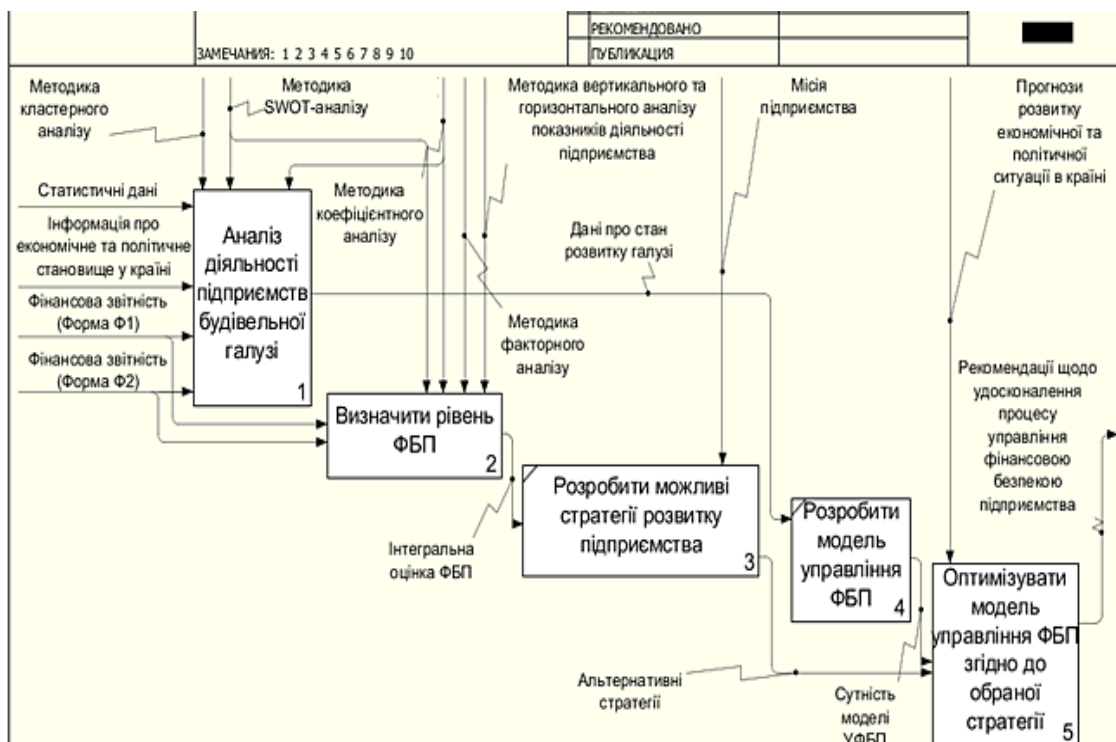 РЕКОМЕНДОВАНО
ЗАМЕЧАНИЯ: 1 2 3 4 5 6 7 8 9 10
ПУБЛИКАЦИЯ
Методика
кластерного
аналізу
Методика
SWOT-аналізу
Методика вертикального та
горизонтального аналізу
показників діяльності
підприємства
Місія
підприємства
Прогнози
розвитку
економічної та
політичної
ситуації в країні
Статистичні дані
Інформація про
економічне та політичне
становище у країні
Фінансова звітність
(Форма Ф1)
Фінансова звітність
(Форма Ф2)
Аналіз
діяльності
підприємств
будівельної
галузі
1
Методика
коефіцієнтного
аналізу
Дані про стан
розвитку галузі
Методика
факторного
аналізу
Визначити рівень
ФБП
2
Інтегральна
оцінка ФБП
Розробити можливі
стратегії розвитку
підприємства
3
Розробити
модель
управління
ФБП
4
Рекомендації щодо
удосконалення
процесу
управління
фінансовою
безпекою
підприємства
Альтернативні
стратегії
Сутність
моделі
УФБП
Оптимізувати
модель
управління ФБП
згідно до
обраної
стратегії
5